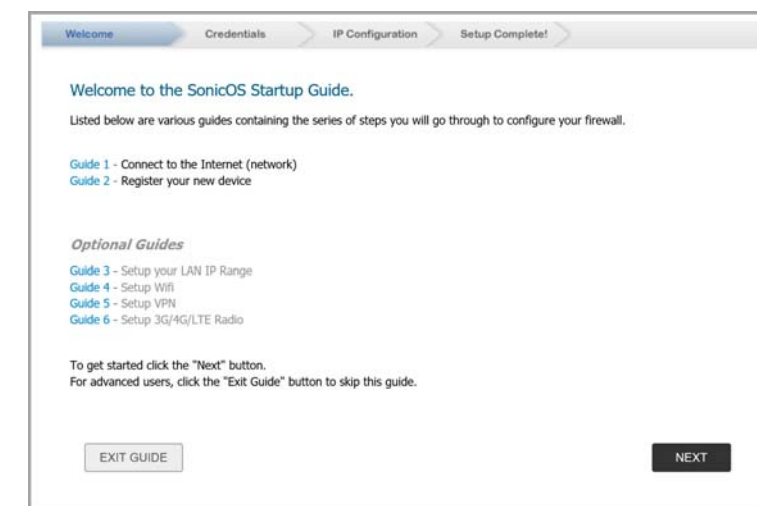 Welcome Credentials IP Configuration Setup Complete!
Welcome to the SonicOS Startup Guide.
Listed below are various guides containing the series of steps you will go through to configure your firewall.
Guide 1 - Connect to the Internet (network)
Guide 2 - Register your new device
Optional Guides
Guide 3 - Setup your LAN IP Range
Guide 4 - Setup Wifi
Guide 5 - Setup VPN
Guide 6 - Setup 3G/4G/LTE Radio
To get started click the "Next" button.
For advanced users, click the "Exit Guide" button to skip this guide.
EXIT GUIDE NEXT